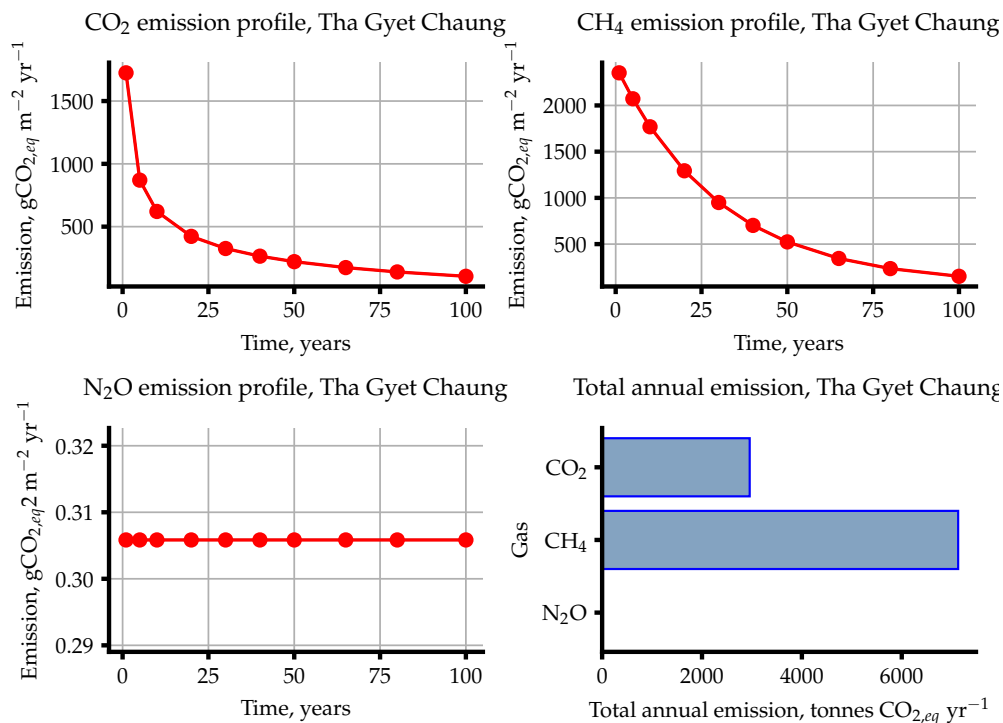 CO₂ emission profile, Tha Gyet Chaung
Emission, gCO₂,eq m⁻² yr⁻¹
1500
1000
500
0 25 50 75 100
Time, years
CH₄ emission profile, Tha Gyet Chaung
Emission, gCO₂,eq m⁻² yr⁻¹
2000
1500
1000
500
0 25 50 75 100
Time, years
N₂O emission profile, Tha Gyet Chaung
Emission, gCO₂,eq2 m⁻² yr⁻¹
0.32
0.31
0.30
0.29
0 25 50 75 100
Time, years
Total annual emission, Tha Gyet Chaung
Gas
CO₂
CH₄
N₂O
0 2000 4000 6000
Total annual emission, tonnes CO₂,eq yr⁻¹